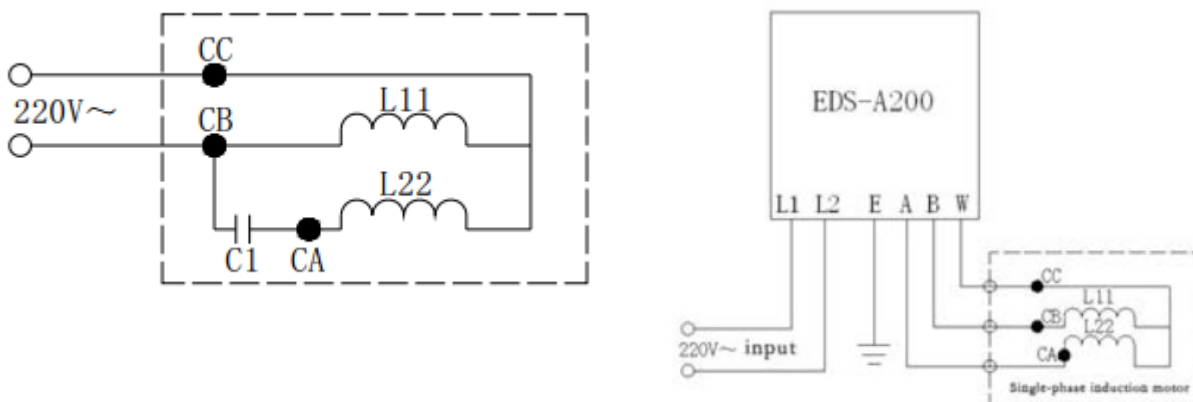 CC
220V～
CB
L11
L22
C1
CA
EDS-A200
L1 L2 E A B W
CC
L11
CB
L22
CA
220V～ input
Single-phase induction motor